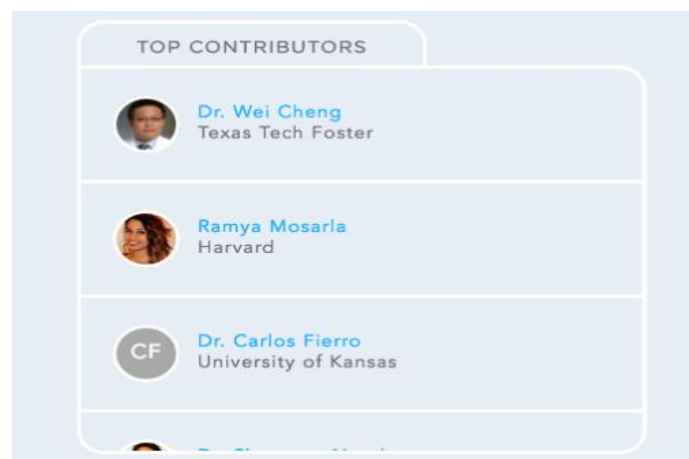 TOP CONTRIBUTORS
Dr. Wei Cheng
Texas Tech Foster
Ramya Mosarla
Harvard
CF
Dr. Carlos Fierro
University of Kansas